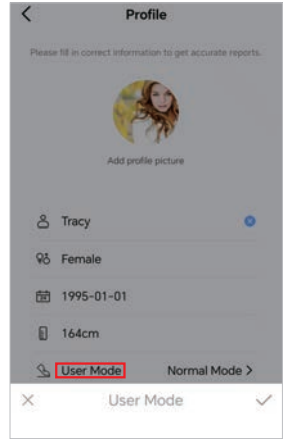 Profile
Please fill in correct information to get accurate reports.
Add profile picture
Tracy
Female
1995-01-01
164cm
User Mode Normal Mode >
User Mode